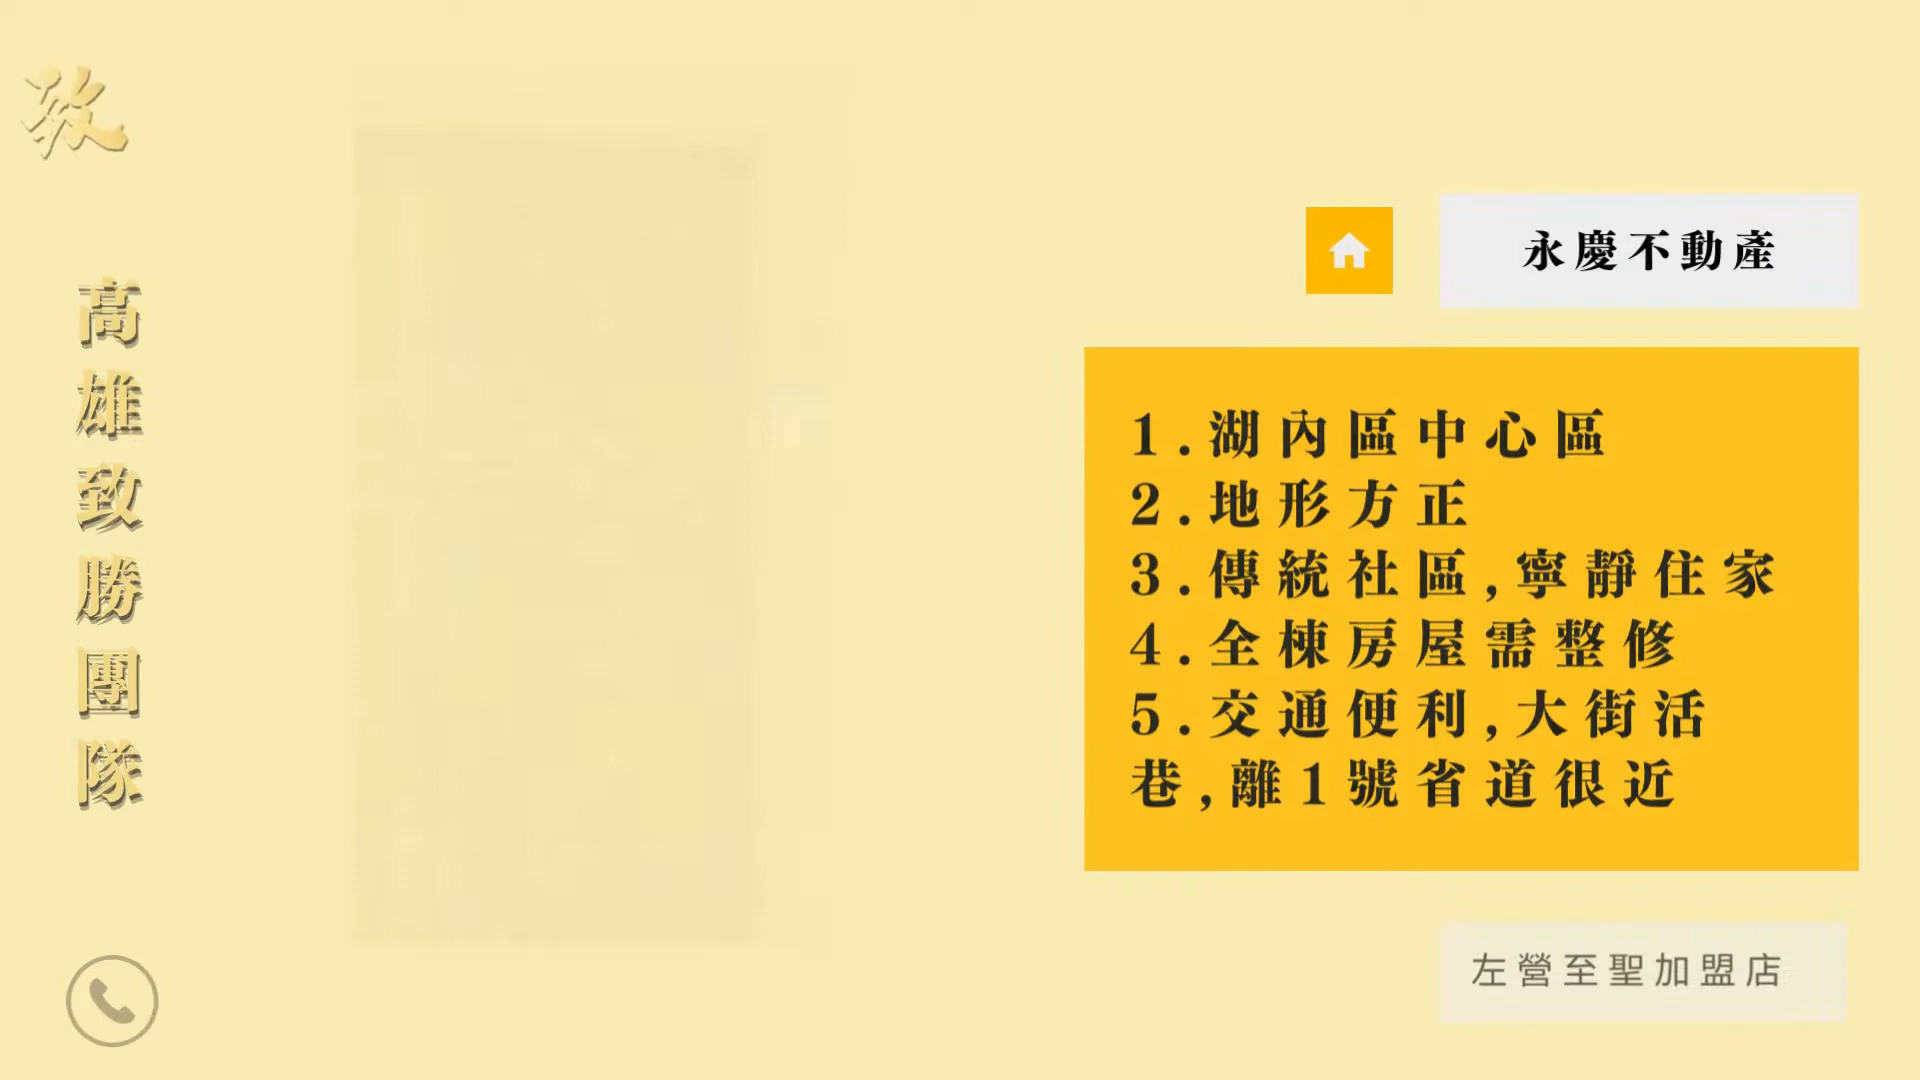 致
高雄致勝團隊
永慶不動產
1.湖內區中心區
2.地形方正
3.傳統社區,寧靜住家
4.全棟房屋需整修
5.交通便利,大街活
巷,離1號省道很近
左營至聖加盟店